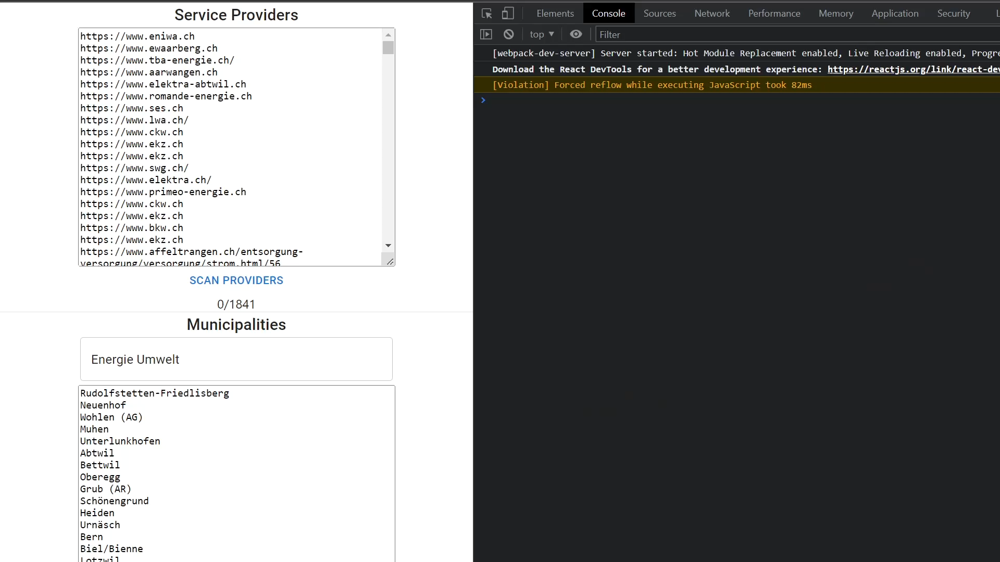 Service Providers
https://www.eniwa.ch
https://www.ewaarberg.ch
https://www.tba-energie.ch/
https://www.aarwangen.ch
https://www.elektra-abtwil.ch
https://www.romande-energie.ch
https://www.ses.ch
https://www.lwa.ch/
https://www.ckw.ch
https://www.ekz.ch
https://www.ekz.ch
https://www.swg.ch/
https://www.elektra.ch/
https://www.primeo-energie.ch
https://www.ckw.ch
https://www.ekz.ch
https://www.bkw.ch
https://www.ekz.ch
https://www.affeltrangen.ch/entsorgung-
versorgung/versorgung/strom.html/56
SCAN PROVIDERS
0/1841
Municipalities
Energie Umwelt
Rudolfstetten-Friedlisberg
Neuenhof
Wohlen (AG)
Muhen
Unterlunkhofen
Abtwil
Bettwil
Oberegg
Grub (AR)
Schönengrund
Heiden
Urnäsch
Bern
Biel/Bienne
Lotzwil
Elements Console Sources Network Performance Memory Application Security L
top Filter
[webpack-dev-server] Server started: Hot Module Replacement enabled, Live Reloading enabled, Progre
Download the React DevTools for a better development experience: https://reactjs.org/link/react-dev
[Violation] Forced reflow while executing JavaScript took 82ms